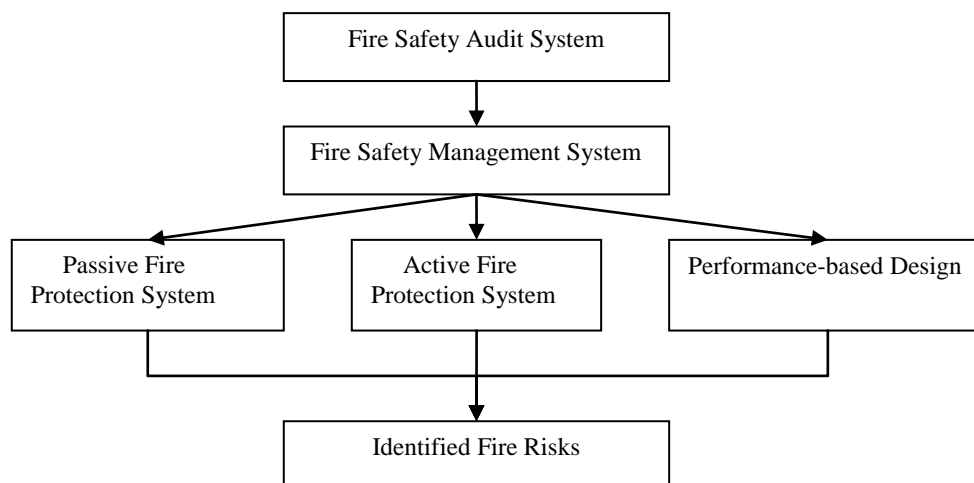 Fire Safety Audit System
Fire Safety Management System
Passive Fire
Protection System
Active Fire
Protection System
Performance-based Design
Identified Fire Risks